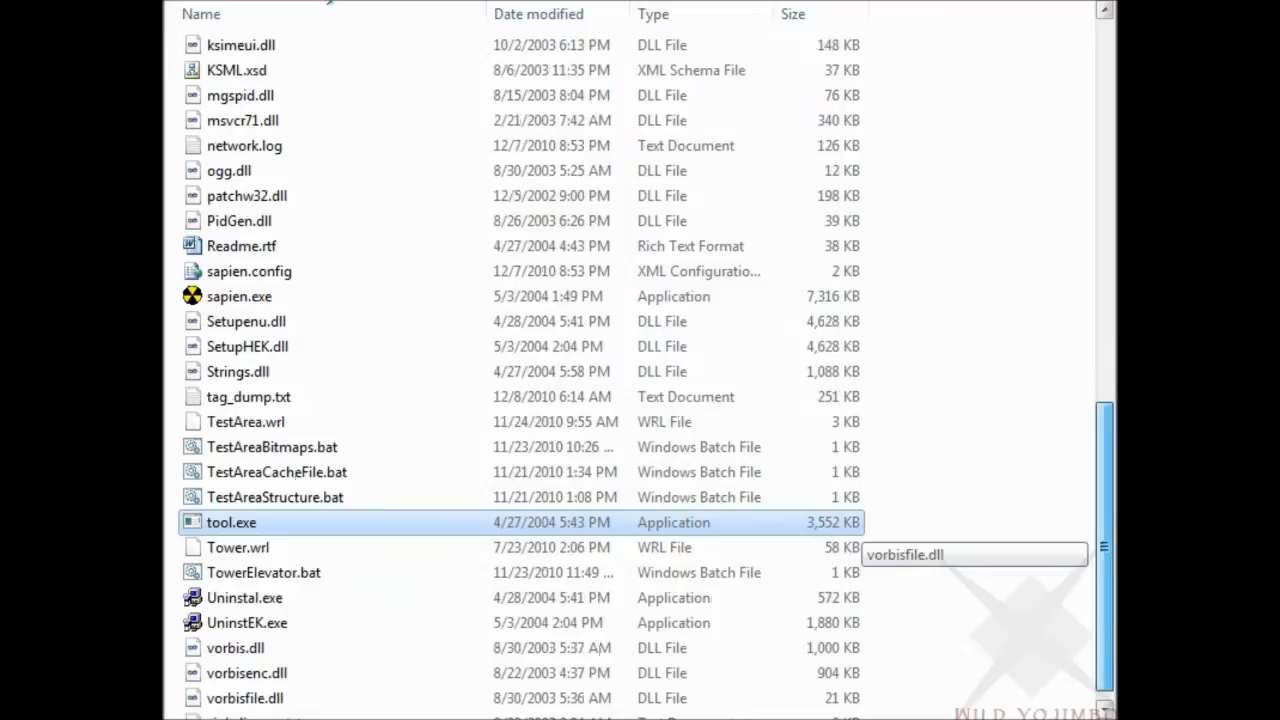 Name Date modified Type Size
ksimeui.dll 10/2/2003 6:13 PM DLL File 148 KB
KSML.xsd 8/6/2003 11:35 PM XML Schema File 37 KB
mgspid.dll 8/15/2003 8:04 PM DLL File 76 KB
msvcr71.dll 2/21/2003 7:42 AM DLL File 340 KB
network.log 12/7/2010 8:53 PM Text Document 126 KB
ogg.dll 8/30/2003 5:25 AM DLL File 12 KB
patchw32.dll 12/5/2002 9:00 PM DLL File 198 KB
PidGen.dll 8/26/2003 6:26 PM DLL File 39 KB
Readme.rtf 4/27/2004 4:43 PM Rich Text Format 38 KB
sapien.config 12/7/2010 8:53 PM XML Configuratio... 2 KB
sapien.exe 5/3/2004 1:49 PM Application 7,316 KB
Setupenu.dll 4/28/2004 5:41 PM DLL File 4,628 KB
SetupHEK.dll 5/3/2004 2:04 PM DLL File 4,628 KB
Strings.dll 4/27/2004 5:58 PM DLL File 1,088 KB
tag_dump.txt 12/8/2010 6:14 AM Text Document 251 KB
TestArea.wrl 11/24/2010 9:55 AM WRL File 3 KB
TestAreaBitmaps.bat 11/23/2010 10:26 ... Windows Batch File 1 KB
TestAreaCacheFile.bat 11/21/2010 1:34 PM Windows Batch File 1 KB
TestAreaStructure.bat 11/21/2010 1:08 PM Windows Batch File 1 KB
tool.exe 4/27/2004 5:43 PM Application 3,552 KB
Tower.wrl 7/23/2010 2:06 PM WRL File 58 KB
vorbisfile.dll
TowerElevator.bat 11/23/2010 11:49 ... Windows Batch File 1 KB
Uninstal.exe 4/28/2004 5:41 PM Application 572 KB
UninstEK.exe 5/3/2004 2:04 PM Application 1,880 KB
vorbis.dll 8/30/2003 5:37 AM DLL File 1,000 KB
vorbisenc.dll 8/22/2003 4:37 PM DLL File 904 KB
vorbisfile.dll 8/30/2003 5:36 AM DLL File 21 KB
WILD YOJIMB